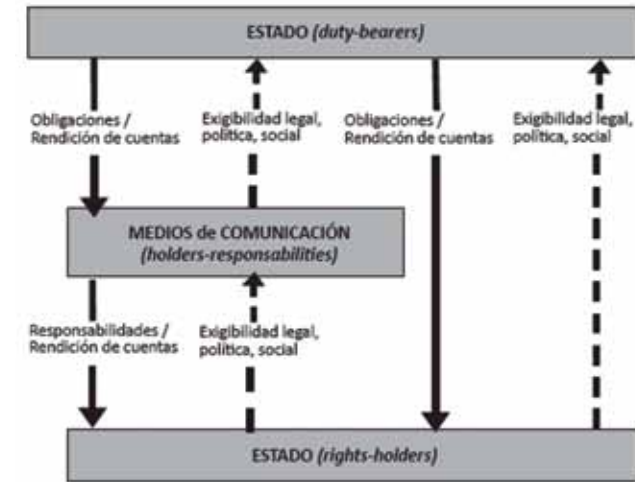 ESTADO (duty-bearers)
Obligaciones /
Rendición de cuentas
Exigibilidad legal,
política, social
Obligaciones /
Rendición de cuentas
Exigibilidad legal,
política, social
MEDIOS de COMUNICACIÓN
(holders-responsabilities)
Responsabilidades /
Rendición de cuentas
Exigibilidad legal,
política, social
ESTADO (rights-holders)